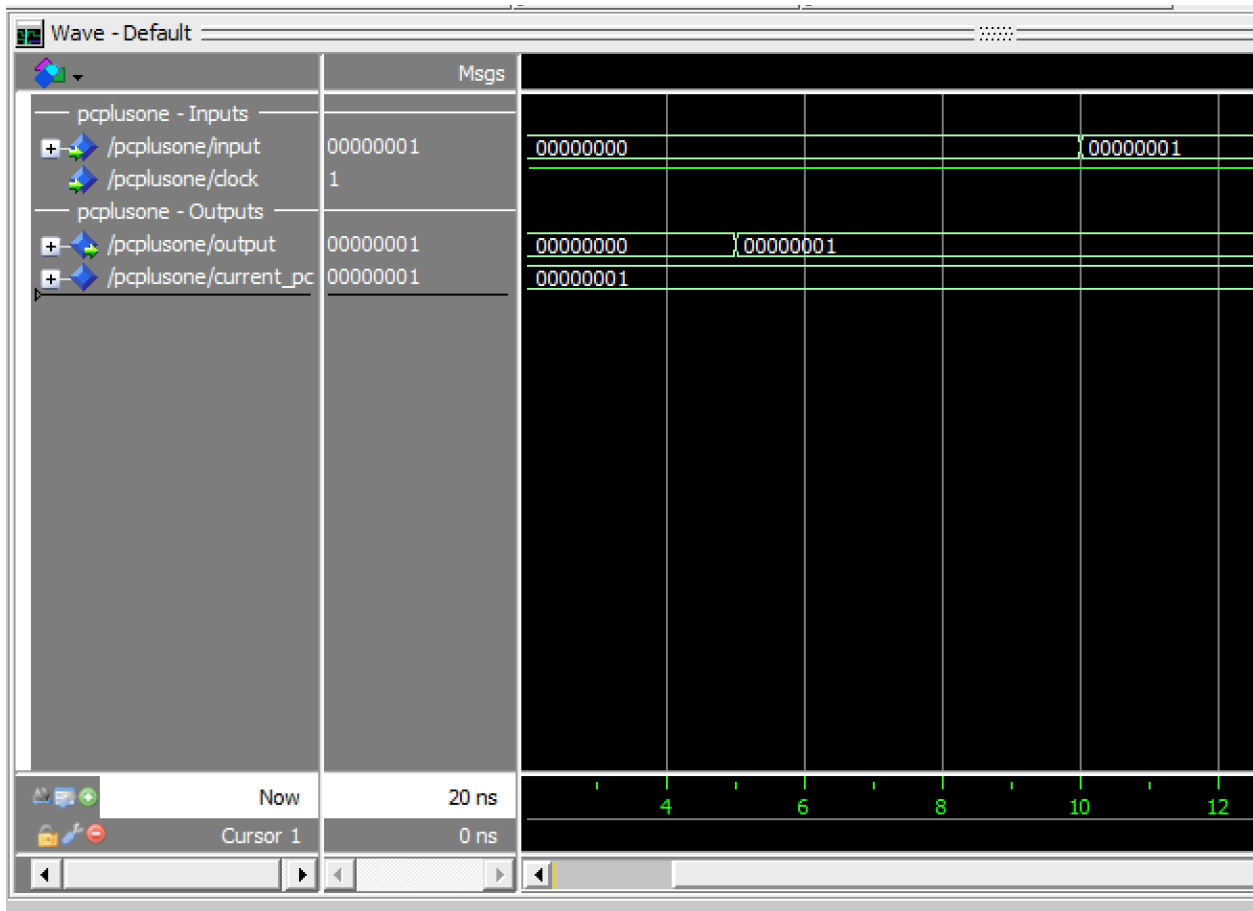 Wave - Default
Msgs
pcplusone - Inputs
/pcplusone/input 00000001 00000000 00000001
/pcplusone/clock 1
pcplusone - Outputs
/pcplusone/output 00000001 00000000 00000001
/pcplusone/current_pc 00000001 00000001
Now 20 ns 4 6 8 10 12
Cursor 1 0 ns